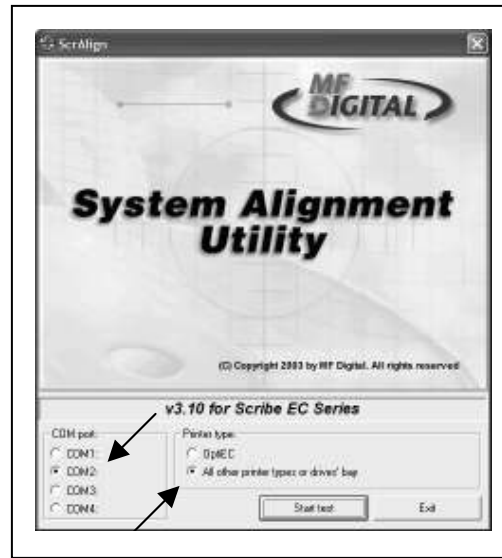 ScrAlign
MF
DIGITAL
System Alignment
Utility
(C) Copyright 2003 by MF Digital. All rights reserved
v3.10 for Scribe EC Series
COM port:
COM1:
COM2:
COM3:
COM4:
Printer type:
OptEC
All other printer types or drives' bay
Start test
Exit